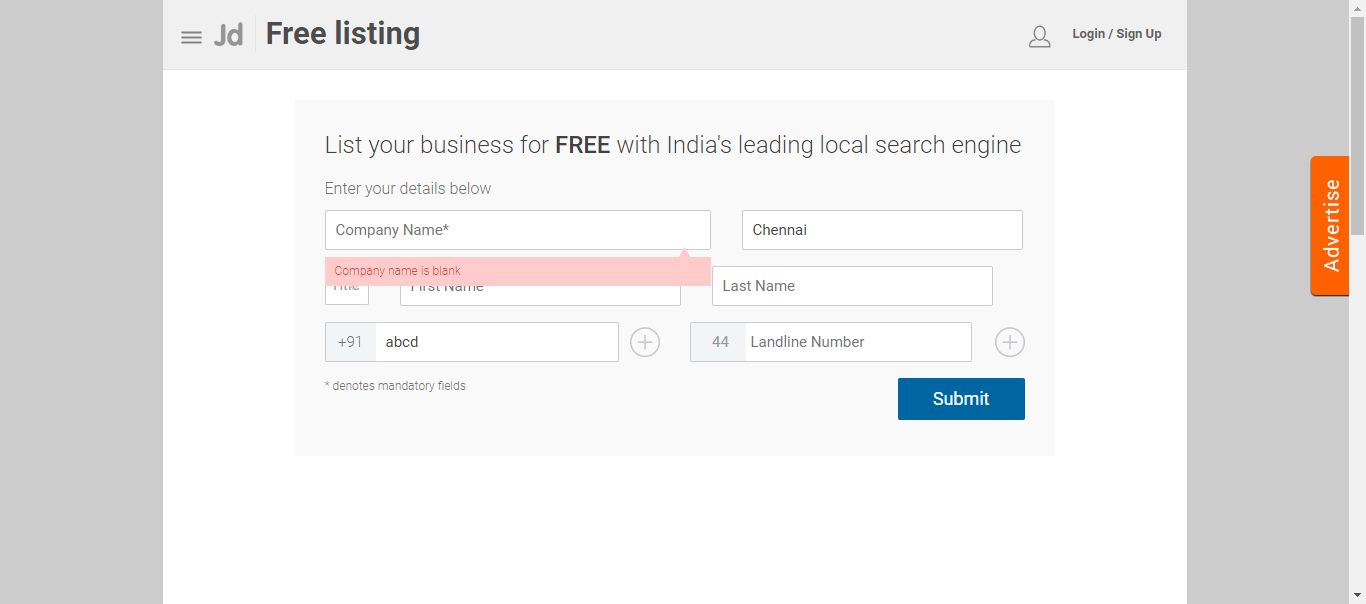 Jd Free listing
Login / Sign Up
List your business for FREE with India's leading local search engine
Enter your details below
Company Name*
Chennai
Company name is blank
Title
First Name
Last Name
+91
abcd
44
Landline Number
* denotes mandatory fields
Submit
Advertise